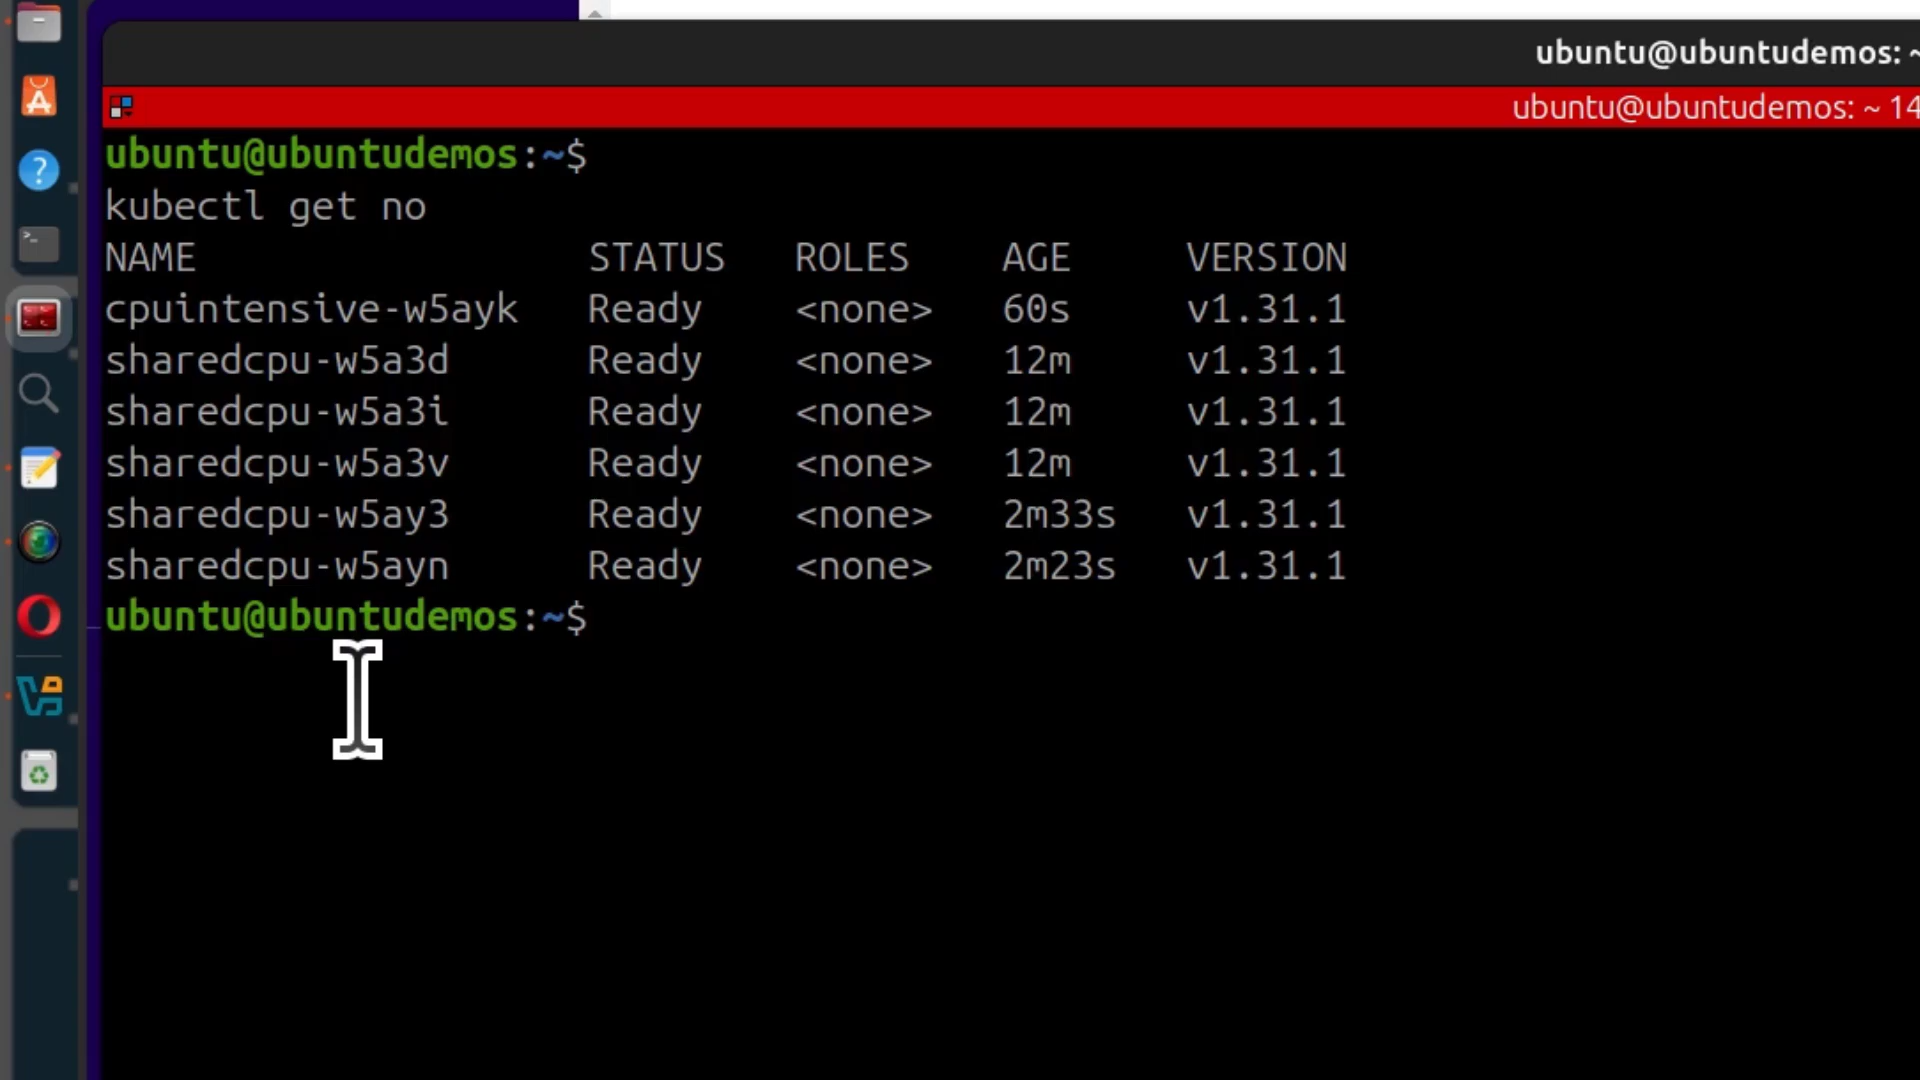 ubuntu@ubuntudemos: ~
ubuntu@ubuntudemos: ~ 14
ubuntu@ubuntudemos:~$
kubectl get no
NAME STATUS ROLES AGE VERSION
cpuintensive-w5ayk Ready <none> 60s v1.31.1
sharedcpu-w5a3d Ready <none> 12m v1.31.1
sharedcpu-w5a3i Ready <none> 12m v1.31.1
sharedcpu-w5a3v Ready <none> 12m v1.31.1
sharedcpu-w5ay3 Ready <none> 2m33s v1.31.1
sharedcpu-w5ayn Ready <none> 2m23s v1.31.1
ubuntu@ubuntudemos:~$